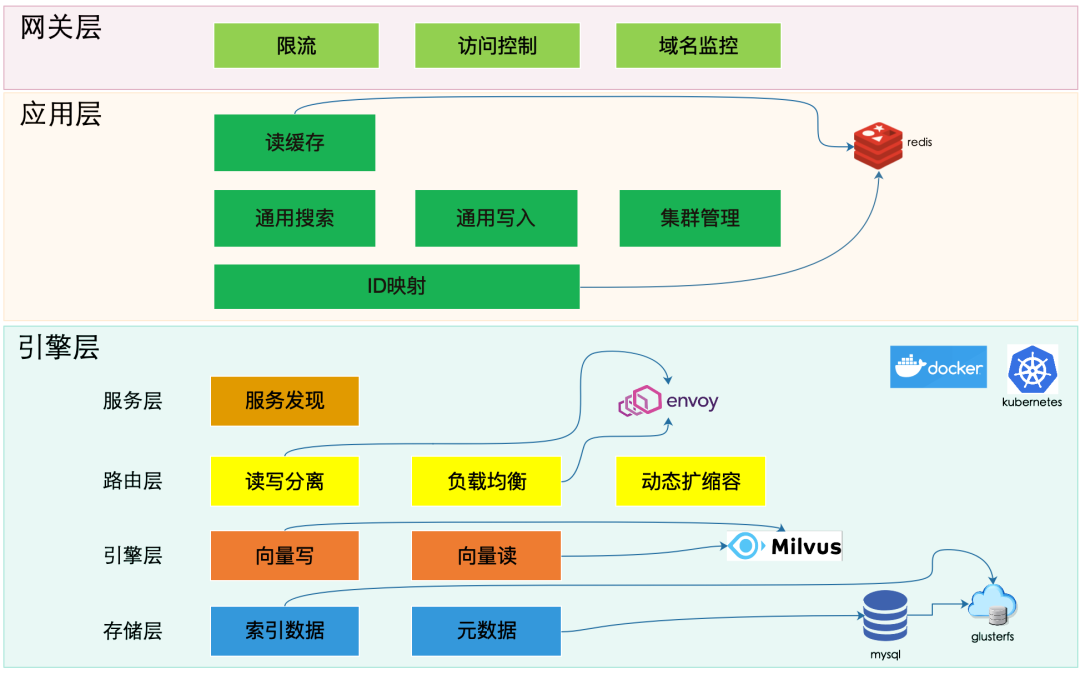 网关层
限流
访问控制
域名监控
应用层
读缓存
redis
通用搜索
通用写入
集群管理
ID映射
引擎层
docker
kubernetes
服务层
服务发现
envoy
路由层
读写分离
负载均衡
动态扩缩容
引擎层
向量写
向量读
Milvus
存储层
索引数据
元数据
mysql
glusterfs